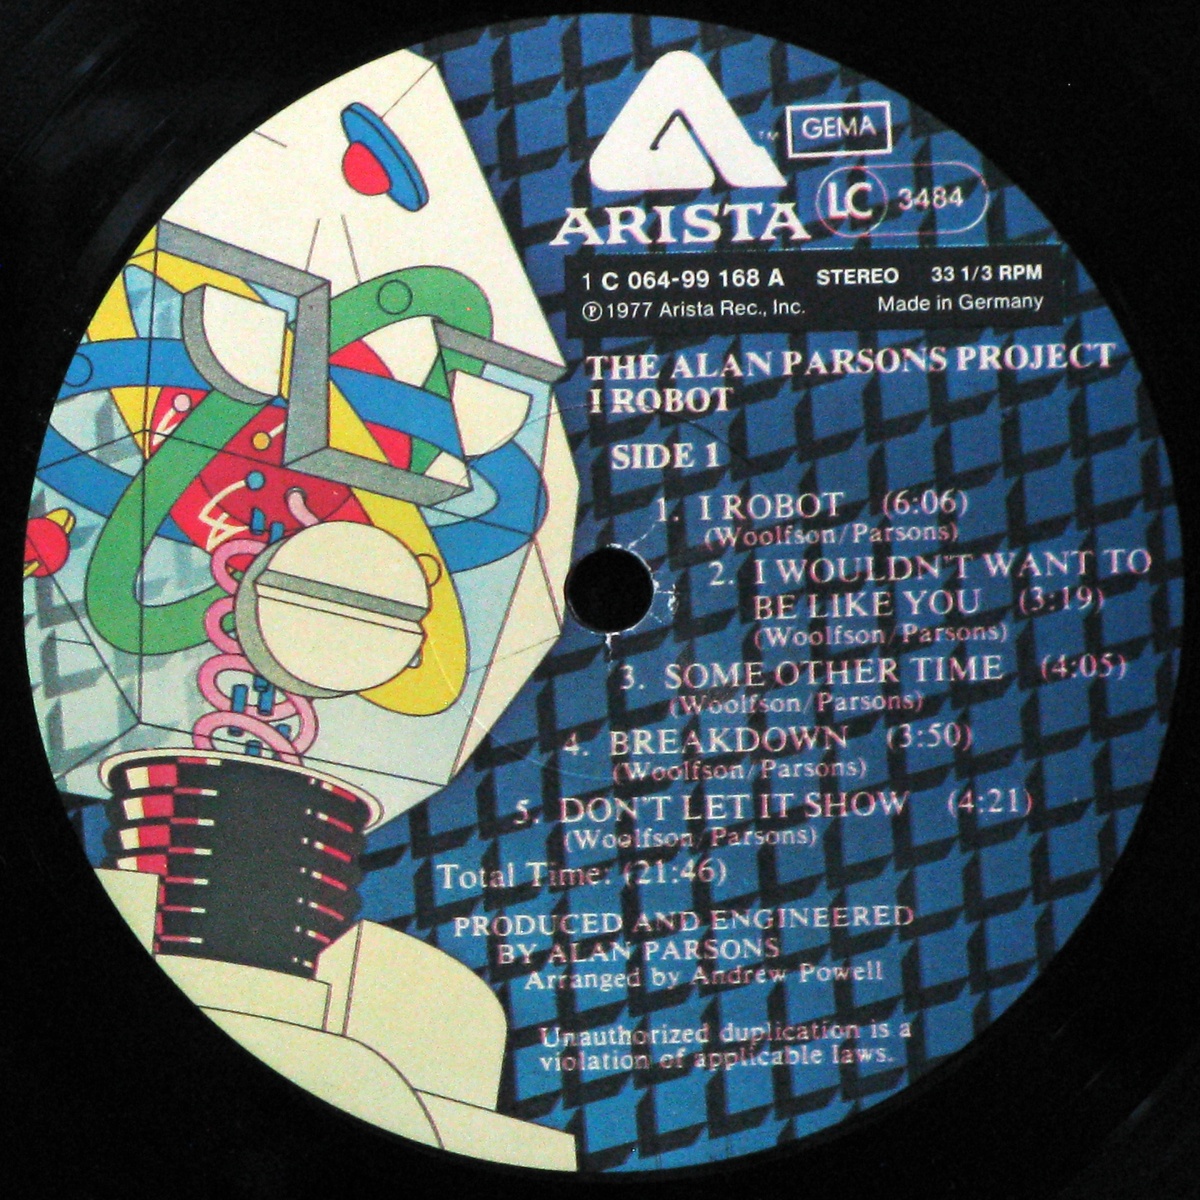 ARISTA™
GEMA
LC 3484
1 C 064-99 168 A STEREO 33 1/3 RPM
Ⓟ 1977 Arista Rec., Inc. Made in Germany
THE ALAN PARSONS PROJECT
I ROBOT
SIDE 1
1. I ROBOT (6:06)
(Woolfson/Parsons)
2. I WOULDN'T WANT TO
BE LIKE YOU (3:19)
(Woolfson/Parsons)
3. SOME OTHER TIME (4:05)
(Woolfson/Parsons)
4. BREAKDOWN (3:50)
(Woolfson/Parsons)
5. DON'T LET IT SHOW (4:21)
(Woolfson/Parsons)
Total Time: (21:46)
PRODUCED AND ENGINEERED
BY ALAN PARSONS
Arranged by Andrew Powell
Unauthorized duplication is a
violation of applicable laws.